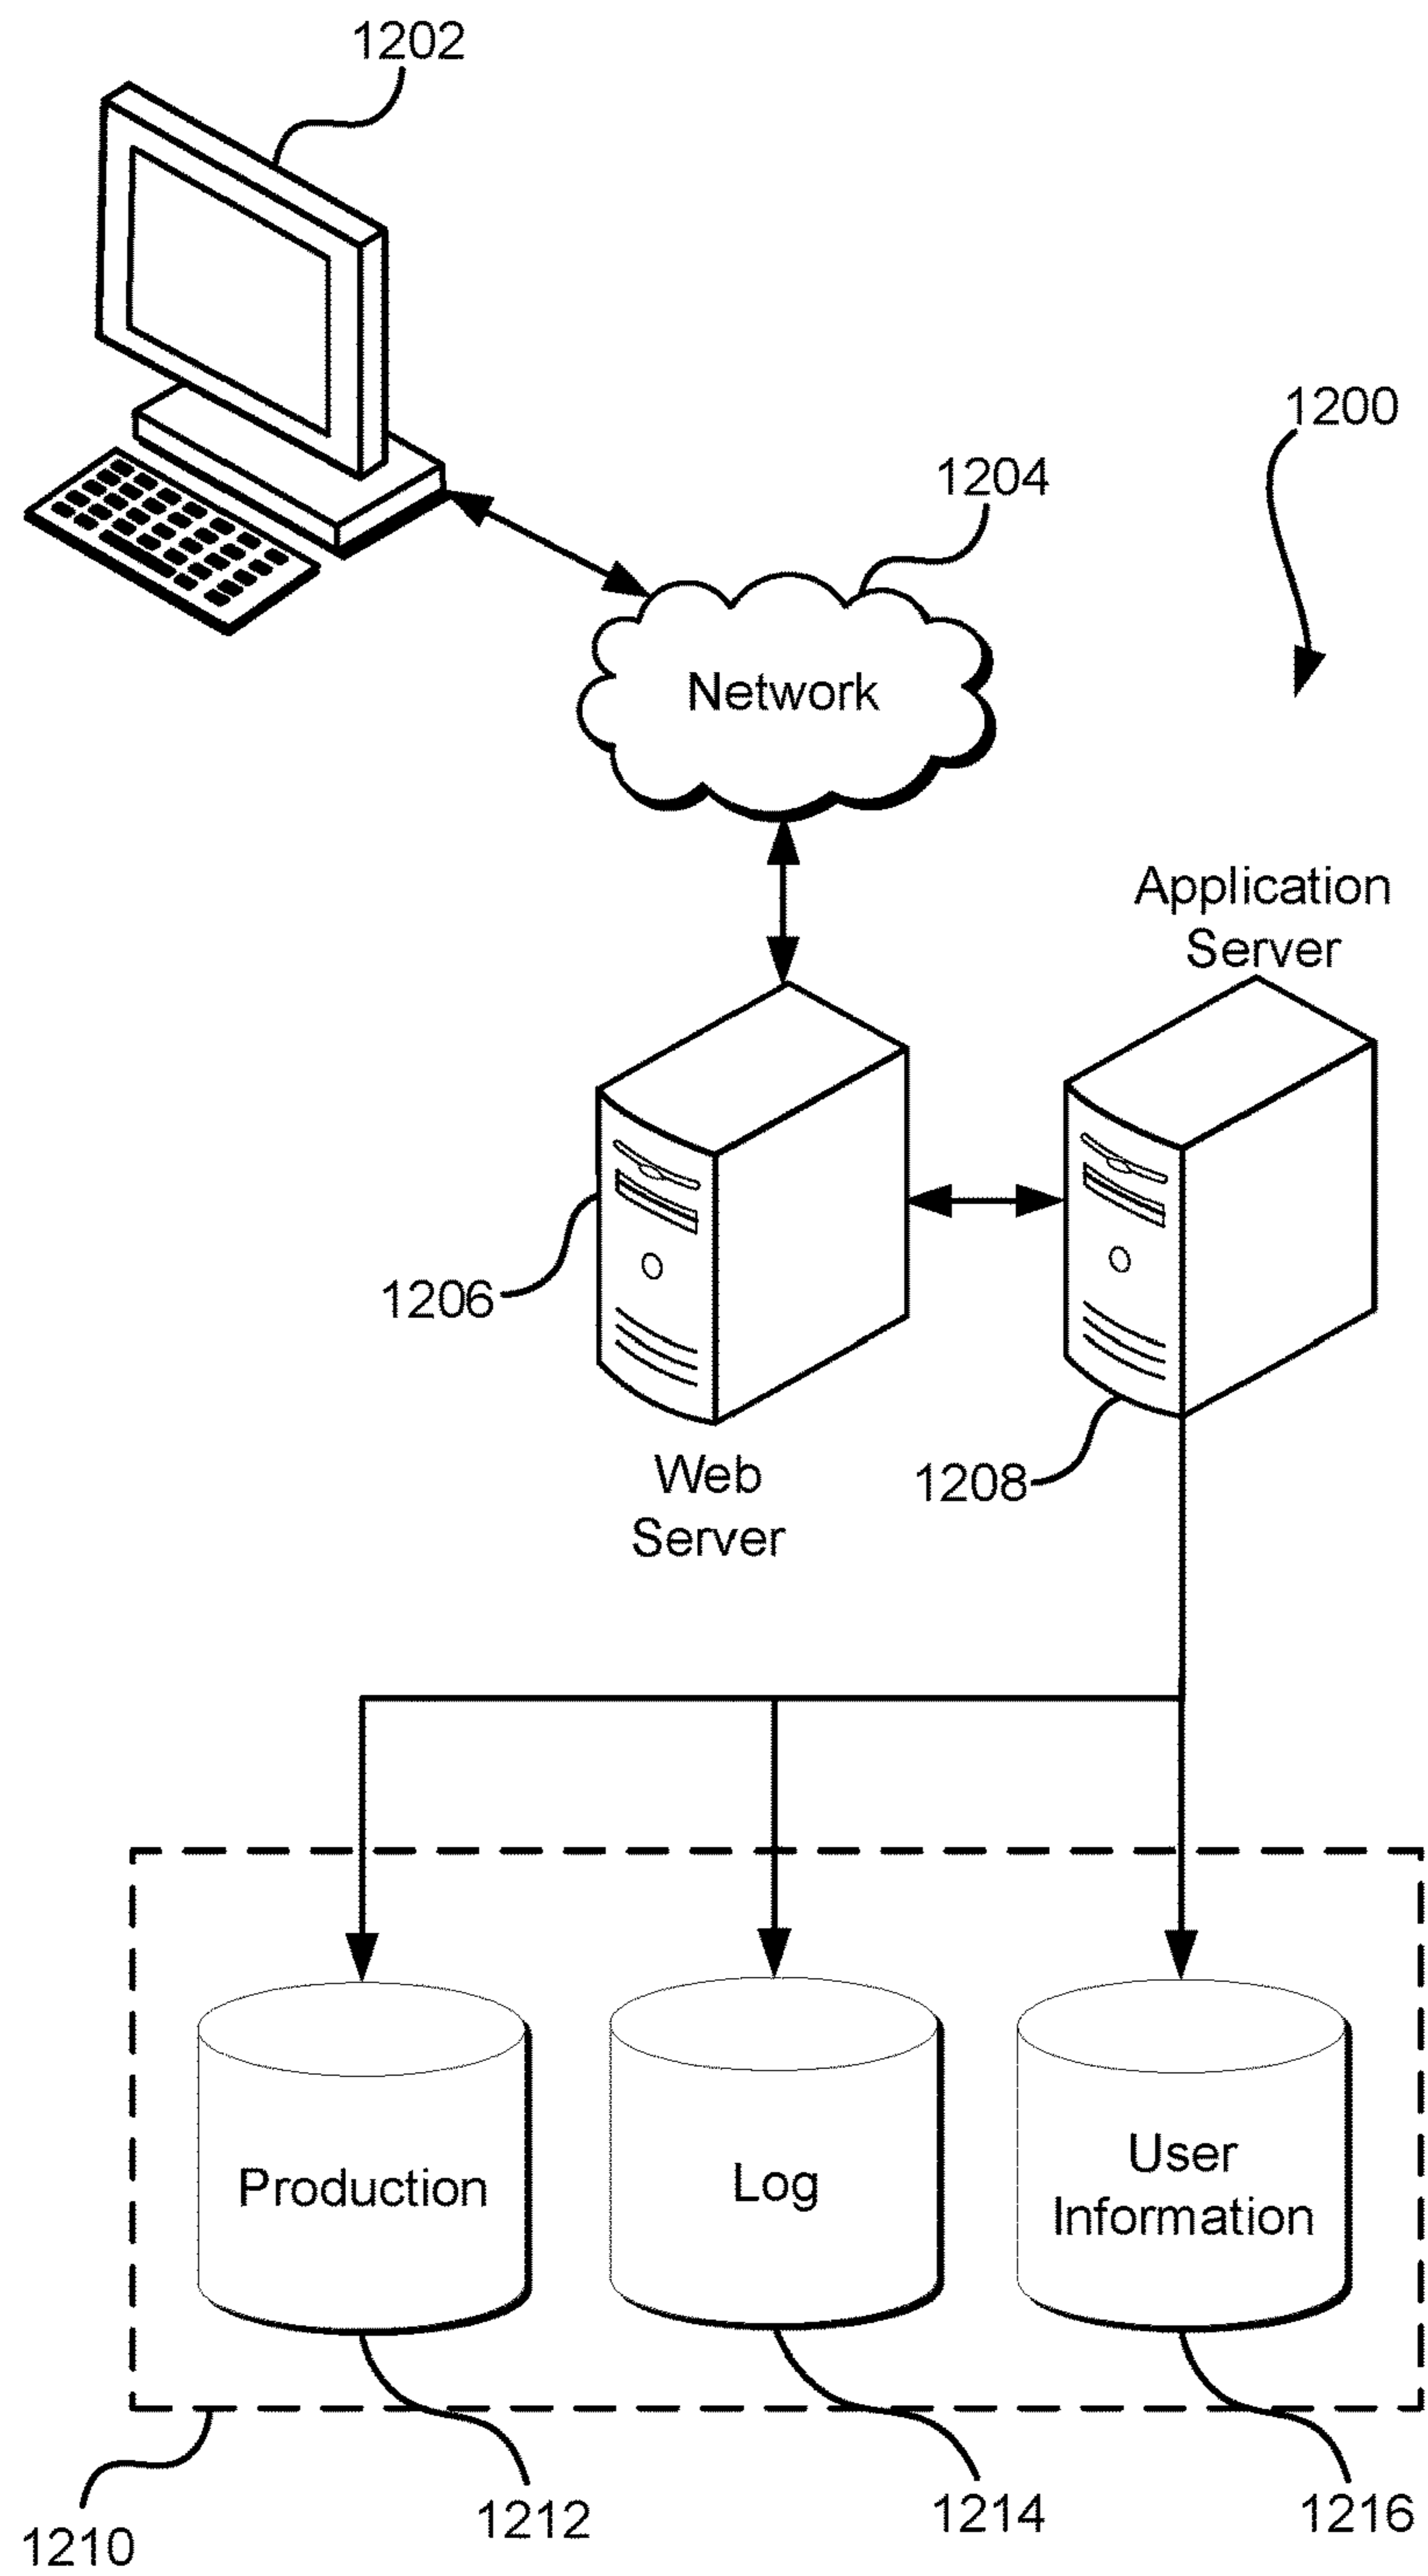 1202
1200
1204
Network
Application
Server
1206
Web
Server
1208
Production
Log
User
Information
1210
1212
1214
1216